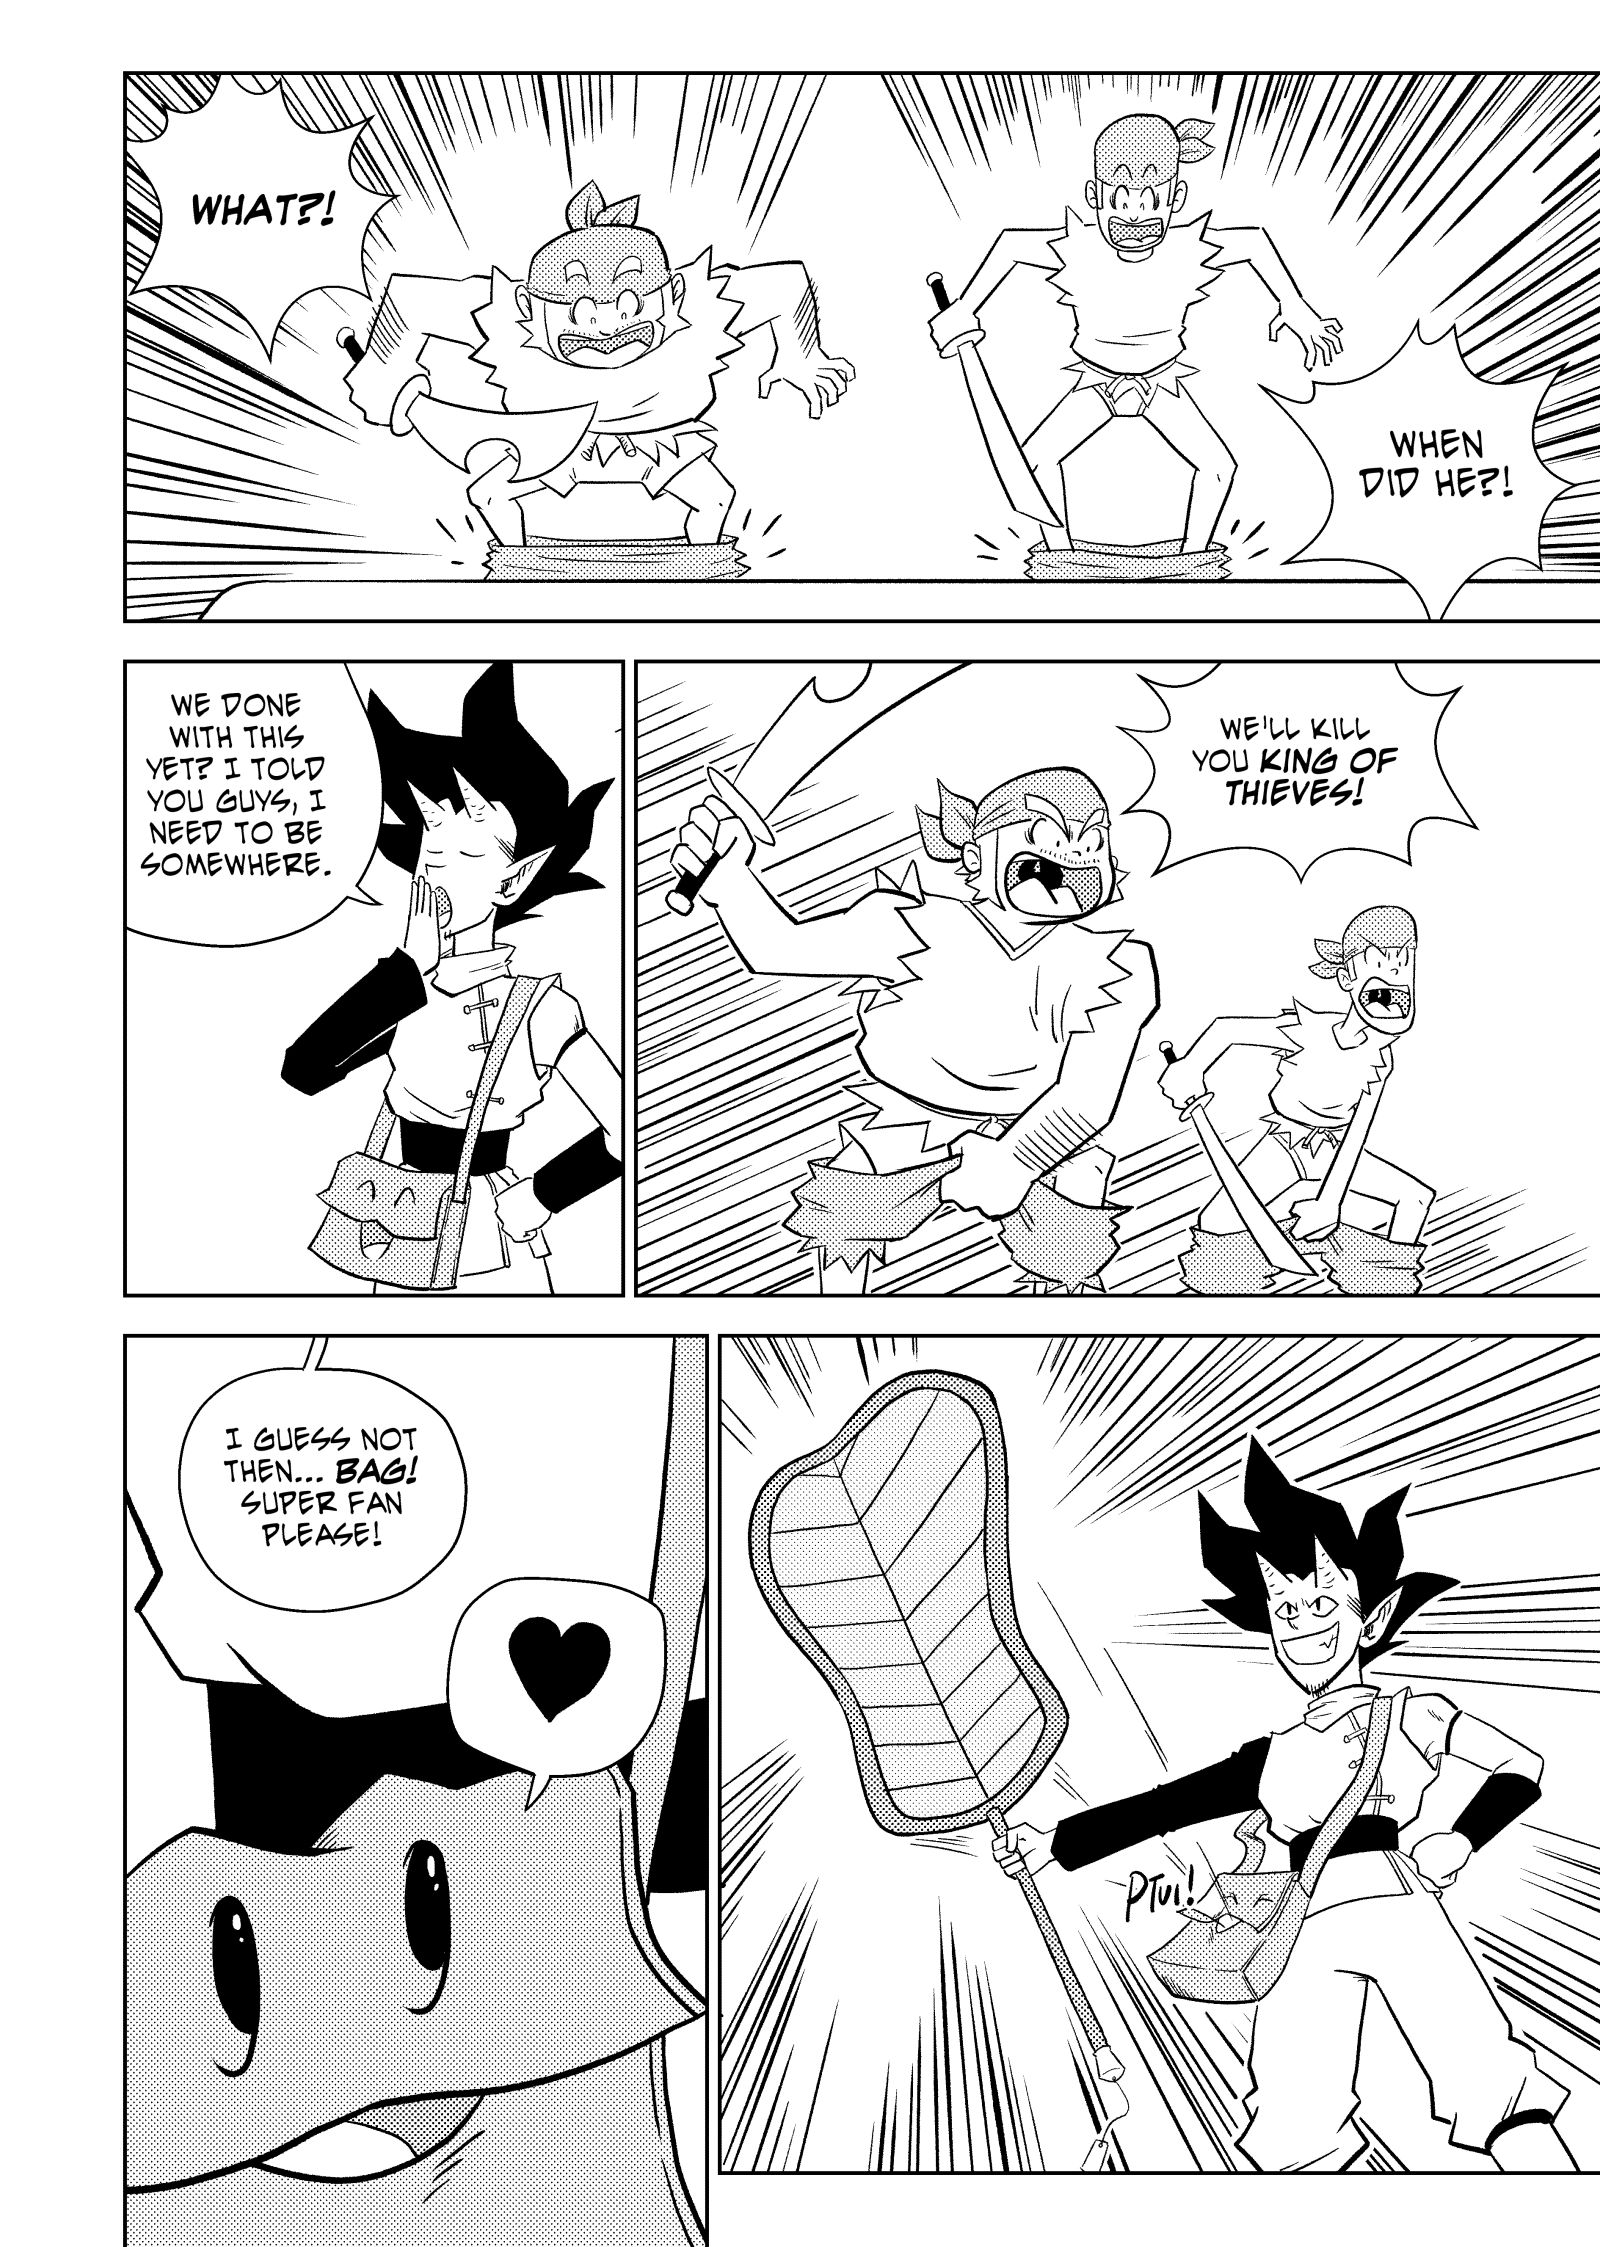 WHAT?!
WHEN
DID HE?!
WE DONE
WITH THIS
YET? I TOLD
YOU GUYS, I
NEED TO BE
SOMEWHERE.
WE'LL KILL
YOU KING OF
THIEVES!
I GUESS NOT
THEN... BAG!
SUPER FAN
PLEASE!
PTUI!